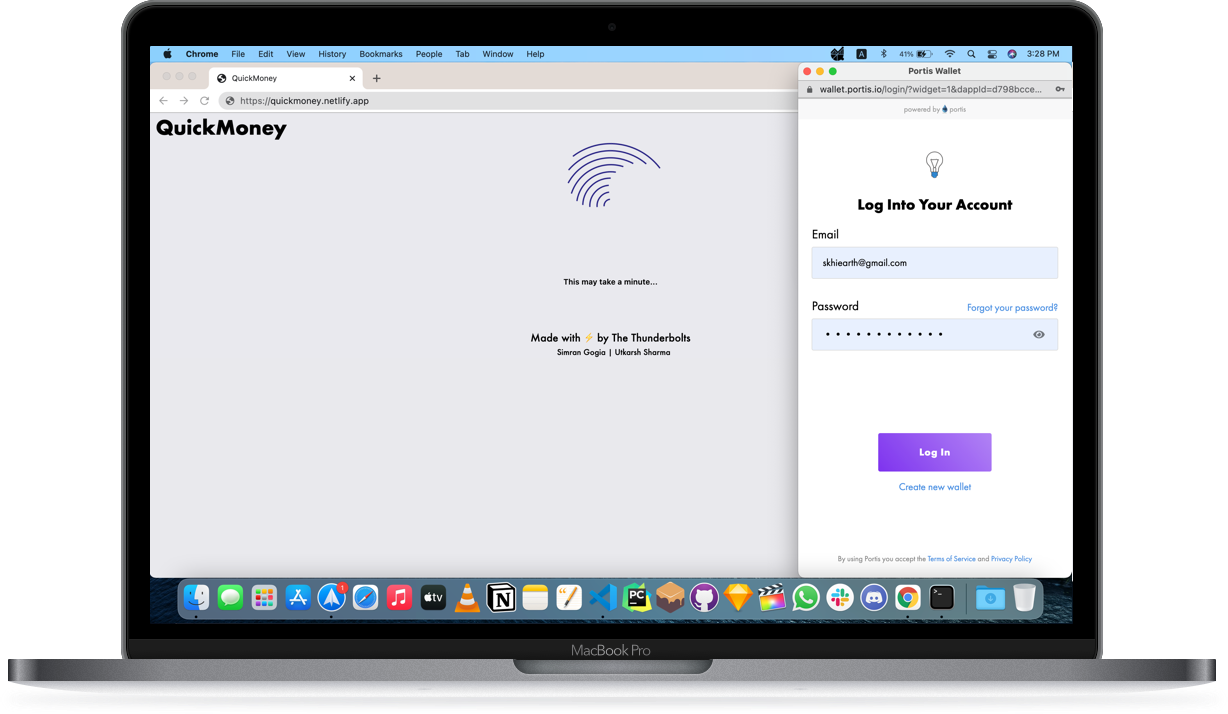 Chrome File Edit View History Bookmarks People Tab Window Help
A 41% 3:28 PM
QuickMoney
https://quickmoney.netlify.app
QuickMoney
This may take a minute...
Made with ⚡ by The Thunderbolts
Simran Gogia | Utkarsh Sharma
Portis Wallet
wallet.portis.io/login/?widget=1&dappId=d798bcce...
powered by portis
Log Into Your Account
Email
skhiearth@gmail.com
Password Forgot your password?
Log In
Create new wallet
By using Portis you accept the Terms of Service and Privacy Policy
1
tv
N
PC
>_
MacBook Pro